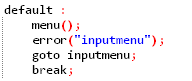 default :
menu();
error("inputmenu");
goto inputmenu;
break;